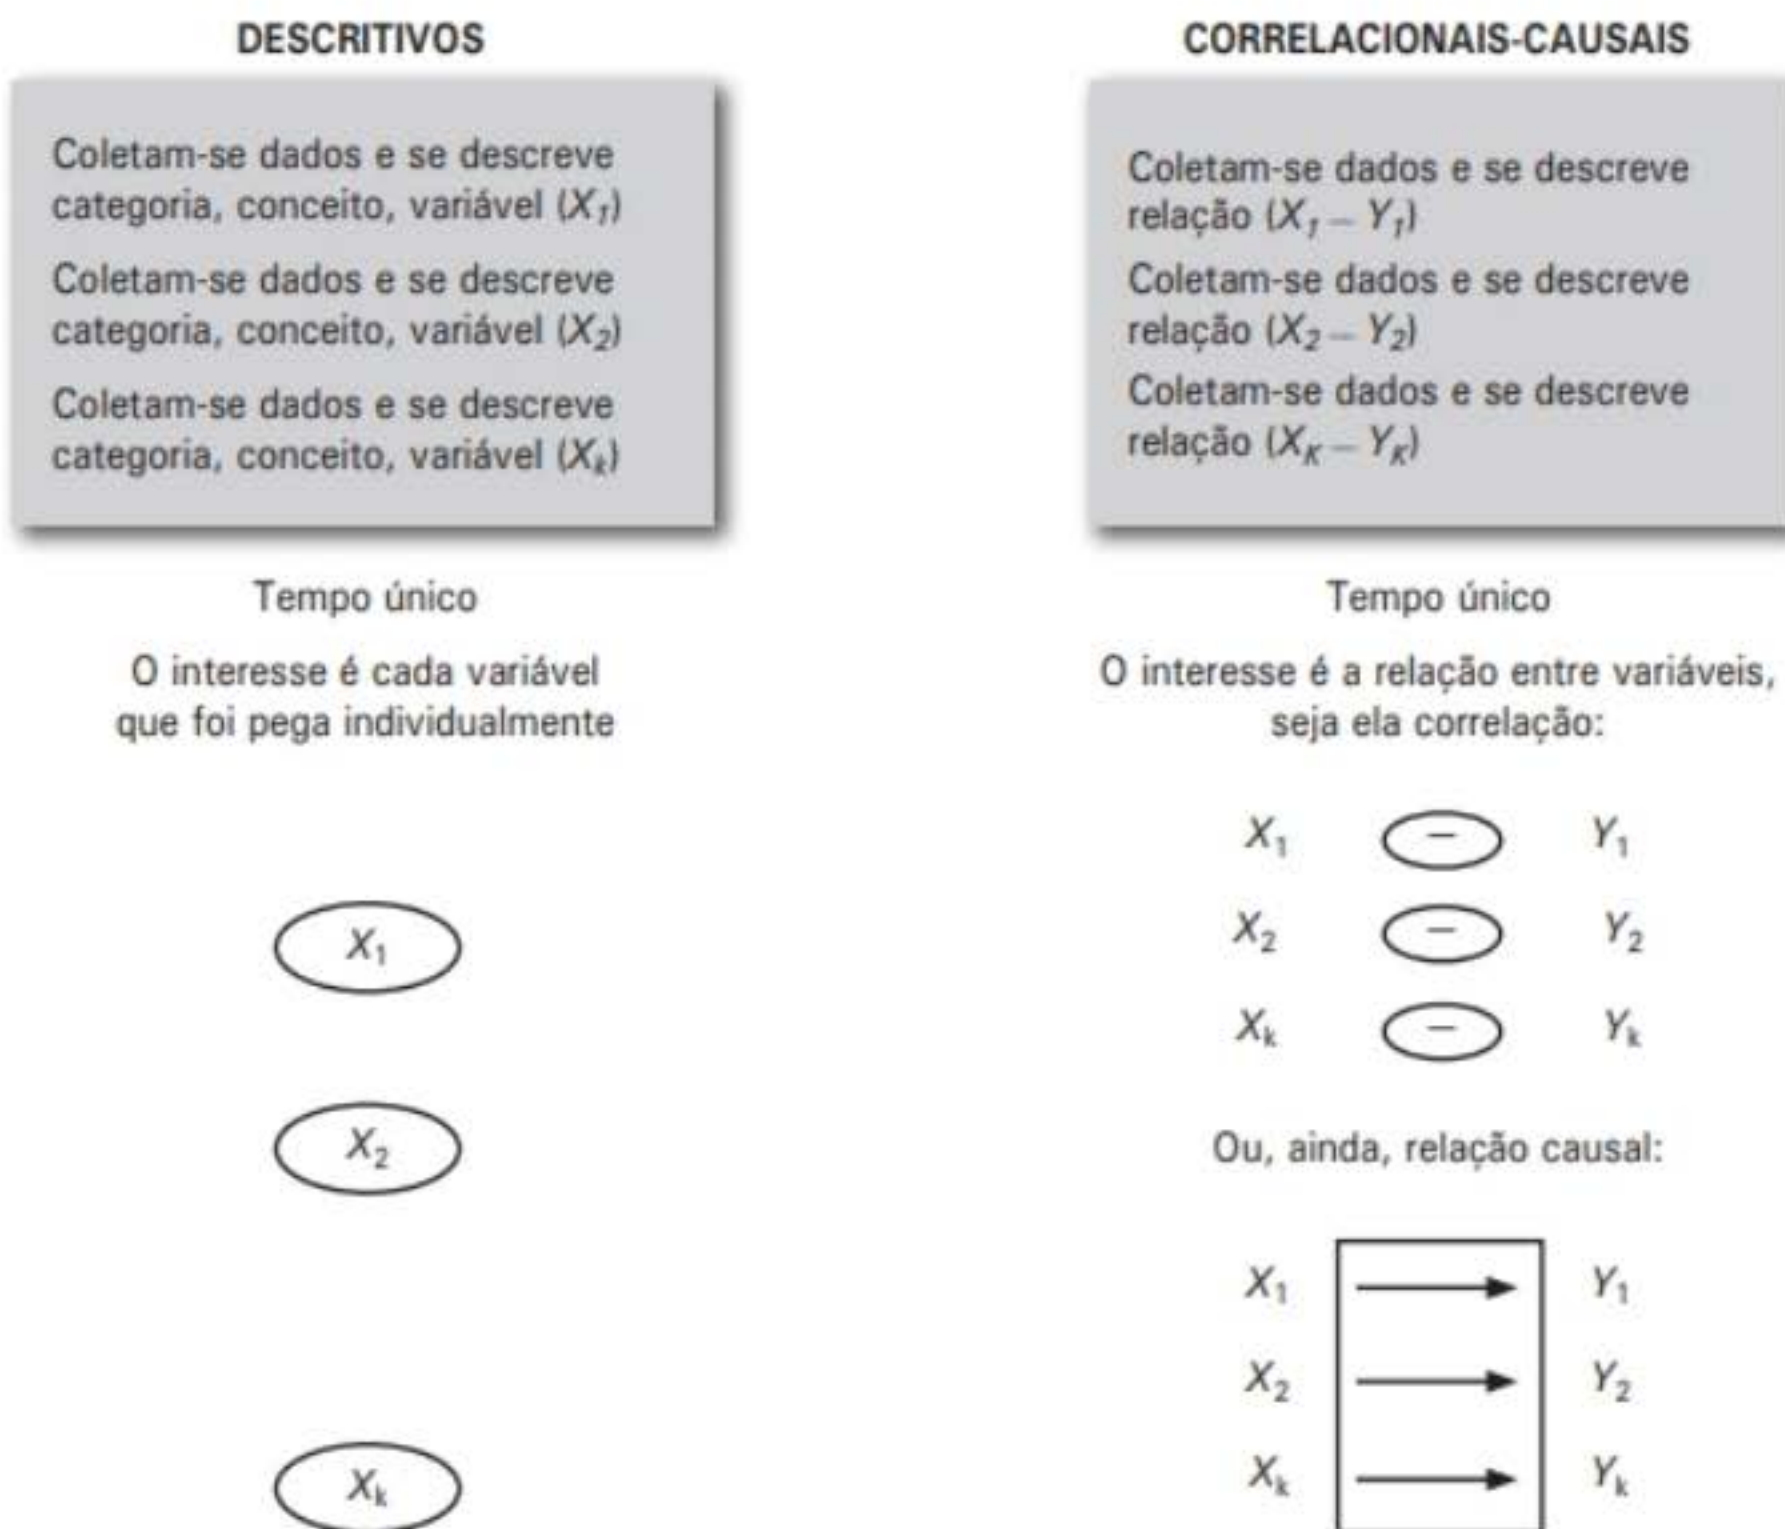 DESCRITIVOS
Coletam-se dados e se descreve
categoria, conceito, variável (X₁)
Coletam-se dados e se descreve
categoria, conceito, variável (X₂)
Coletam-se dados e se descreve
categoria, conceito, variável (Xₖ)
Tempo único
O interesse é cada variável
que foi pega individualmente
X₁
X₂
Xₖ
CORRELACIONAIS-CAUSAIS
Coletam-se dados e se descreve
relação (X₁ – Y₁)
Coletam-se dados e se descreve
relação (X₂ – Y₂)
Coletam-se dados e se descreve
relação (X_K – Y_K)
Tempo único
O interesse é a relação entre variáveis,
seja ela correlação:
X₁ – Y₁
X₂ – Y₂
Xₖ – Yₖ
Ou, ainda, relação causal:
X₁ → Y₁
X₂ → Y₂
Xₖ → Yₖ